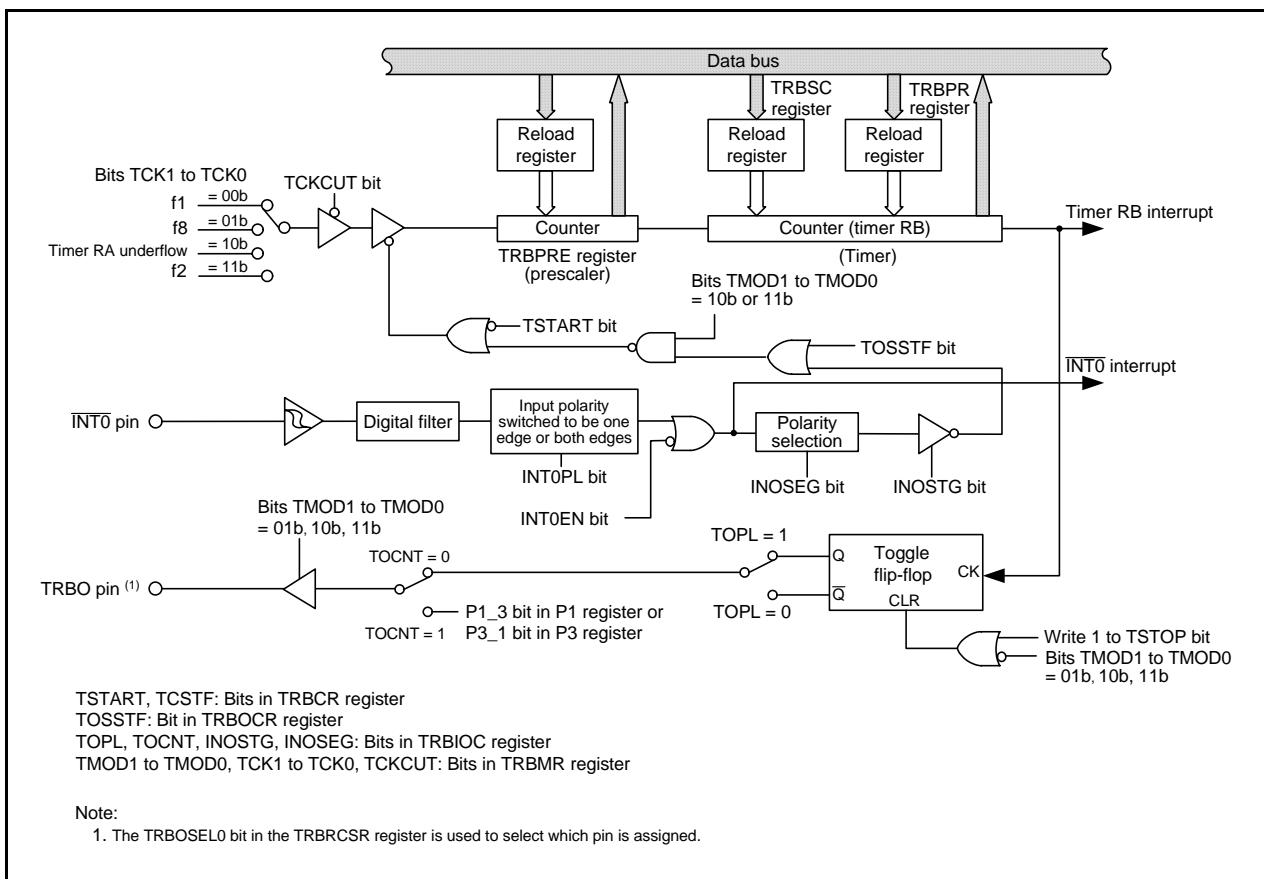 Data bus
TRBSC
register
TRBPR
register
Reload
register
Reload
register
Reload
register
Bits TCK1 to TCK0
TCKCUT bit
f1
= 00b
f8
= 01b
Timer RA underflow
= 10b
f2
= 11b
Counter
Counter (timer RB)
Timer RB interrupt
TRBPRE register
(prescaler)
(Timer)
Bits TMOD1 to TMOD0
= 10b or 11b
TSTART bit
TOSSTF bit
INT0 interrupt
INT0 pin
Digital filter
Input polarity
switched to be one
edge or both edges
Polarity
selection
INT0PL bit
INOSEG bit
INOSTG bit
INT0EN bit
Bits TMOD1 to TMOD0
= 01b, 10b, 11b
TOPL = 1
TOCNT = 0
Q
Toggle
flip-flop
CK
TRBO pin (1)
Q
CLR
TOPL = 0
P1_3 bit in P1 register or
P3_1 bit in P3 register
TOCNT = 1
Write 1 to TSTOP bit
Bits TMOD1 to TMOD0
= 01b, 10b, 11b
TSTART, TCSTF: Bits in TRBCR register
TOSSTF: Bit in TRBOCR register
TOPL, TOCNT, INOSTG, INOSEG: Bits in TRBIOC register
TMOD1 to TMOD0, TCK1 to TCK0, TCKCUT: Bits in TRBMR register
Note:
1. The TRBOSEL0 bit in the TRBRCSR register is used to select which pin is assigned.